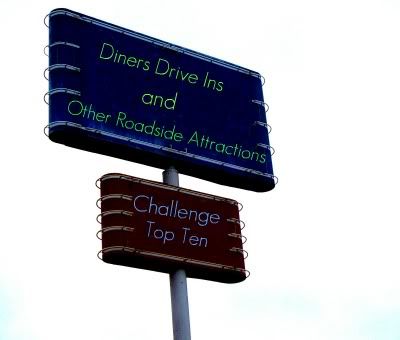 Diners Drive Ins
and
Other Roadside Attractions
Challenge
Top Ten